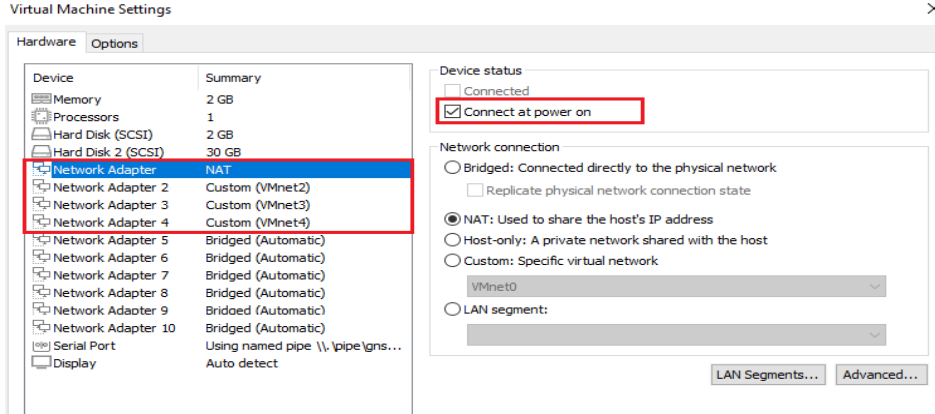 Virtual Machine Settings
Hardware Options
Device Summary
Memory 2 GB
Processors 1
Hard Disk (SCSI) 2 GB
Hard Disk 2 (SCSI) 30 GB
Network Adapter NAT
Network Adapter 2 Custom (VMnet2)
Network Adapter 3 Custom (VMnet3)
Network Adapter 4 Custom (VMnet4)
Network Adapter 5 Bridged (Automatic)
Network Adapter 6 Bridged (Automatic)
Network Adapter 7 Bridged (Automatic)
Network Adapter 8 Bridged (Automatic)
Network Adapter 9 Bridged (Automatic)
Network Adapter 10 Bridged (Automatic)
Serial Port Using named pipe \\.\pipe\gns...
Display Auto detect
Device status
Connected
Connect at power on
Network connection
Bridged: Connected directly to the physical network
Replicate physical network connection state
NAT: Used to share the host's IP address
Host-only: A private network shared with the host
Custom: Specific virtual network
VMnet0
LAN segment:
LAN Segments... Advanced...